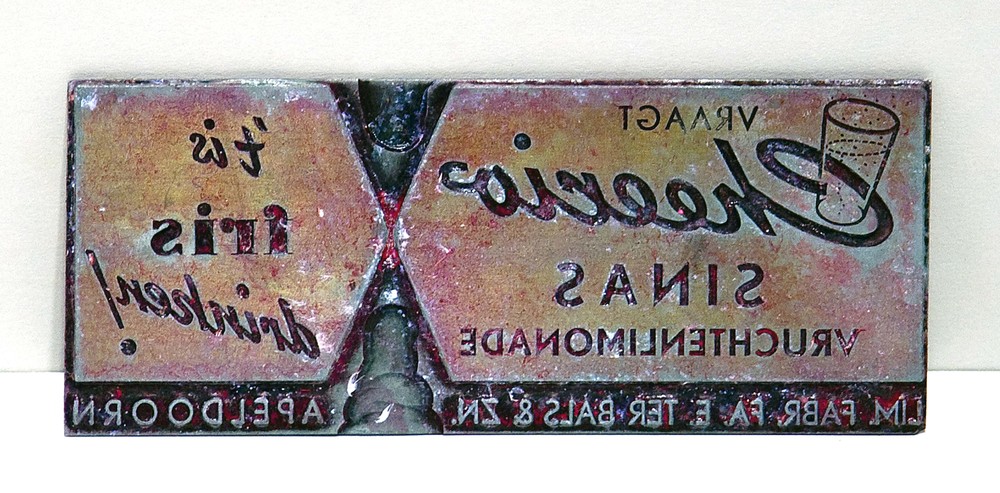 VRAAGT
Cheerio
SINAS
VRUCHTENLIMONADE
't is
fris
drinken!
LIM. FABR. FA. E. TER BALS & ZN. APELDOORN